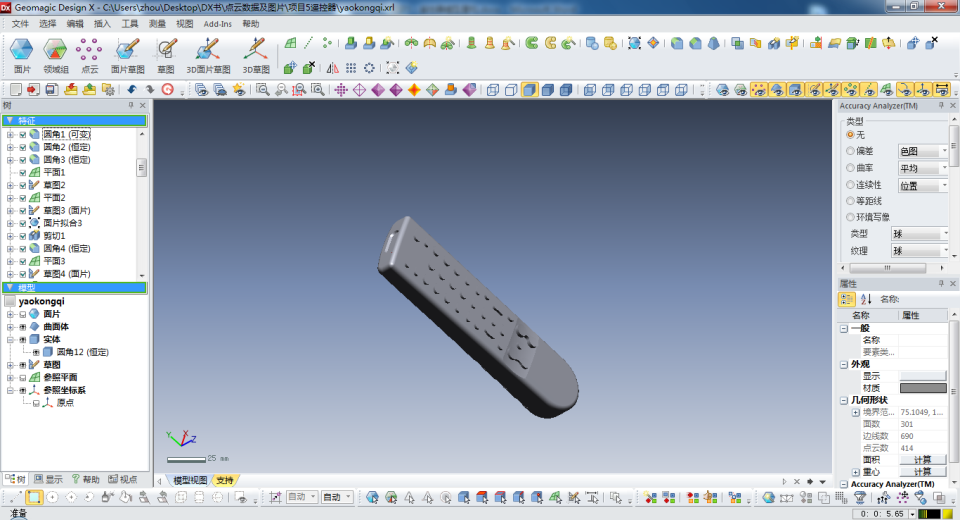 Geomagic Design X - C:\Users\zhou\Desktop\DX书\点云数据及图片\项目5遥控器\yaokongqi.xrl
文件 选择 编辑 插入 工具 测量 视图 Add-Ins 帮助
面片 领域组 点云 面片草图 草图 3D面片草图 3D草图
树
特征
圆角1 (可变)
圆角2 (恒定)
圆角3 (恒定)
平面1
草图2
平面2
草图3 (面片)
面片拟合3
剪切1
圆角4 (恒定)
平面3
草图4 (面片)
模型
yaokongqi
面片
曲面体
实体
圆角12 (恒定)
草图
参照平面
参照坐标系
原点
树 显示 帮助 视点
Y X Z
25 mm
模型视图 支持
Accuracy Analyzer(TM)
类型
无
偏差 色图
曲率 平均
连续性 位置
等距线
环境写象
类型 球
纹理 球
属性
名称:
名称 属性
一般
名称
要素类...
外观
显示
材质
几何形状
境界范... 75.1049, 1...
面数 301
边线数 690
点云数 414
面积 计算
重心 计算
Accuracy Analyzer(TM)
自动 自动
准备
0: 0: 5.65